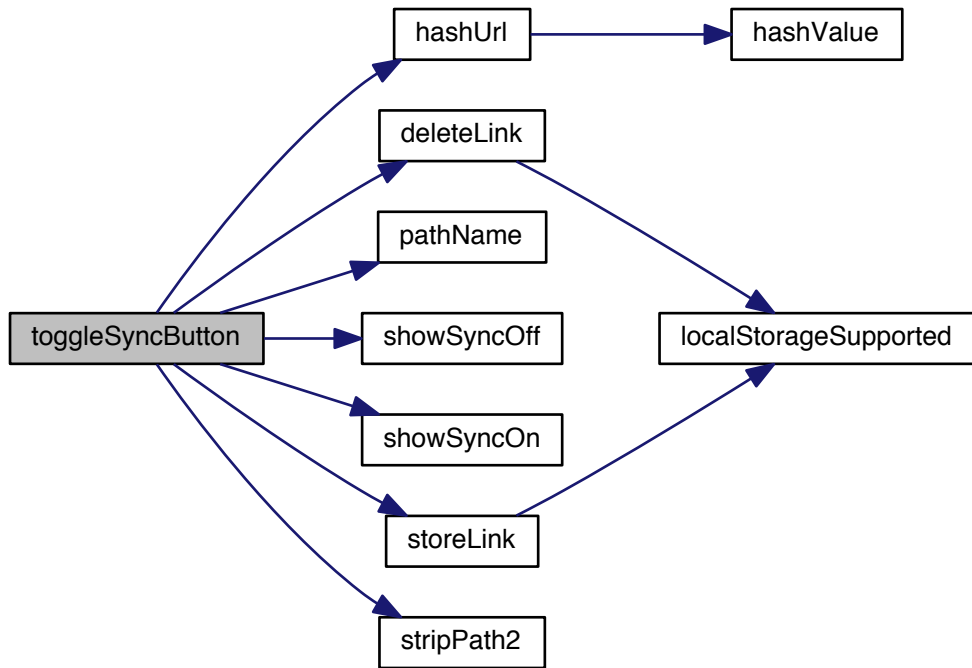 hashUrl
hashValue
deleteLink
pathName
toggleSyncButton
showSyncOff
localStorageSupported
showSyncOn
storeLink
stripPath2